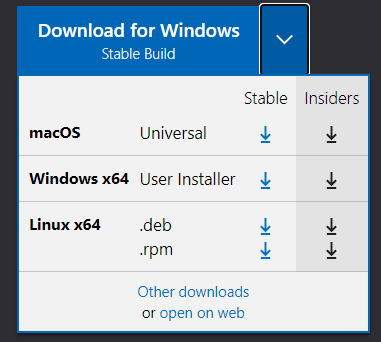 Download for Windows
Stable Build
Stable Insiders
macOS Universal
Windows x64 User Installer
Linux x64 .deb
.rpm
Other downloads
or open on web